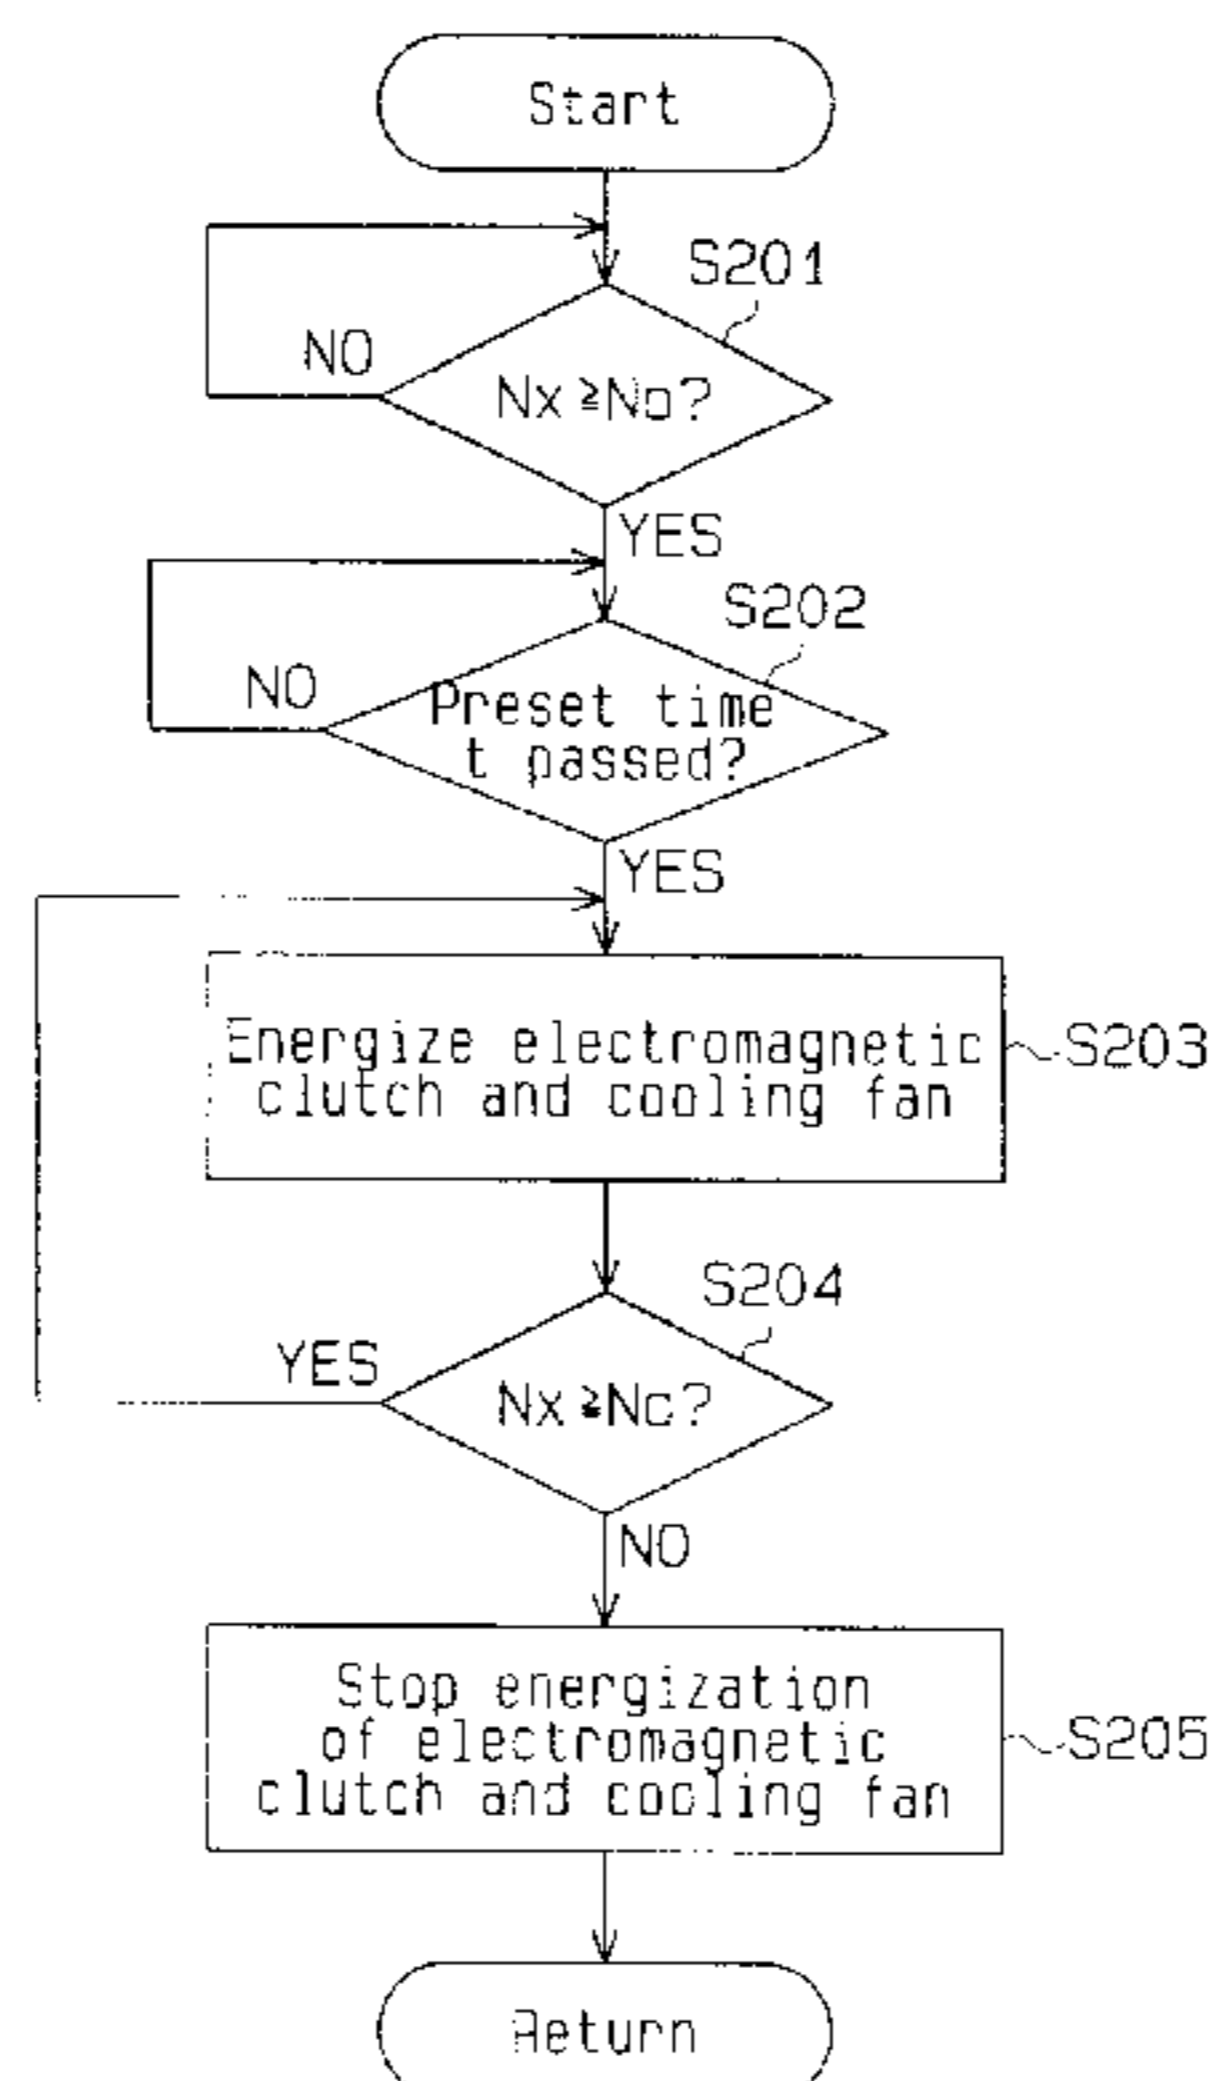 Start
S201
NO
Nx ≧No?
YES
S202
NO
Preset time
t passed?
YES
Energize electromagnetic
clutch and cooling fan
S203
S204
YES
Nx ≧Nc?
NO
Stop energization
of electromagnetic
clutch and cooling fan
S205
Return